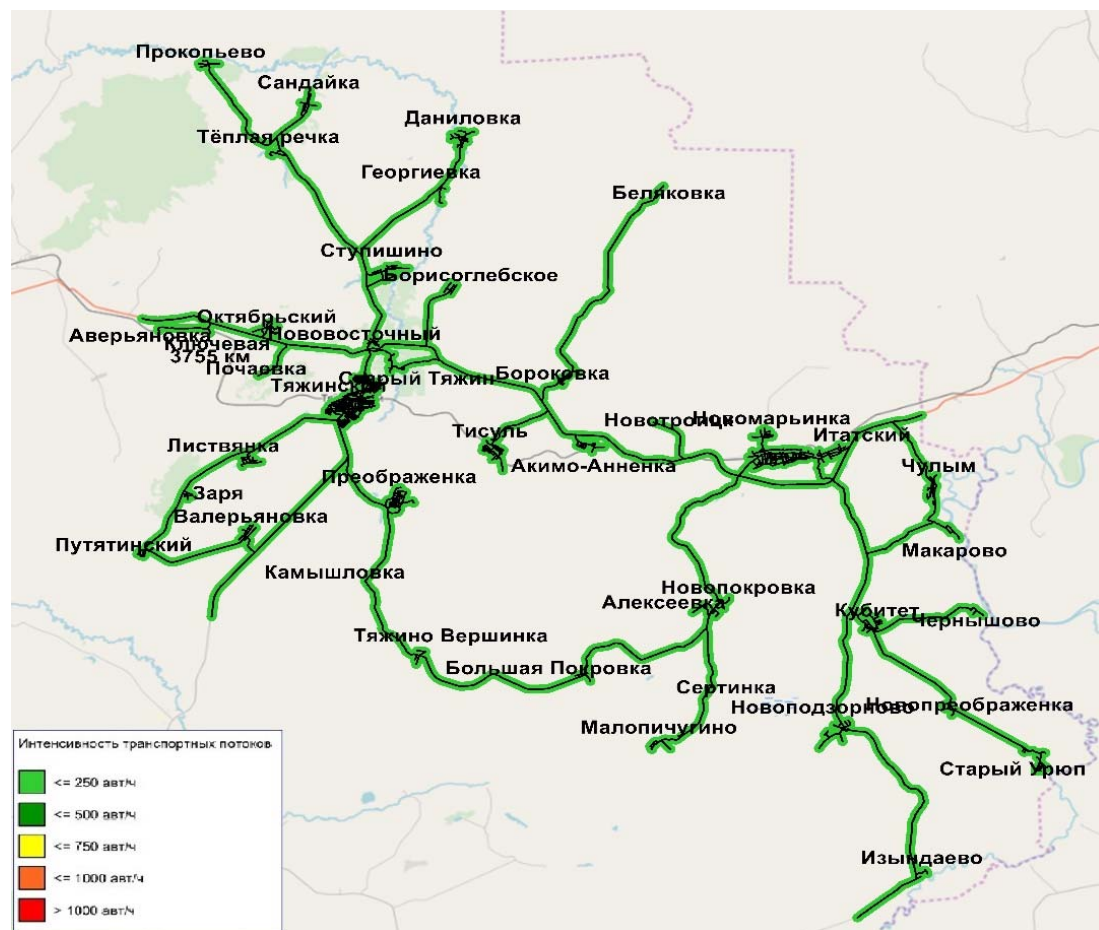 Прокопьево
Сандайка
Даниловка
Тёплая речка
Георгиевка
Беляковка
Ступишино
Борисоглебское
Октябрьский
Аверьяновка
Ключевая
Нововосточный
3755 км
Почаевка
Тяжинский
Старый Тяжин
Бороковка
Новотроицк
Новомарьинка
Итатский
Тисуль
Листвянка
Акимо-Анненка
Чулым
Преображенка
Заря
Валерьяновка
Путятинский
Макарово
Камышловка
Новопокровка
Алексеевка
Кубитет
Чернышово
Тяжино Вершинка
Большая Покровка
Сертинка
Новоподзорново
Новопреображенка
Малопичугино
Старый Урюп
Изындаево
Интенсивность транспортных потоков
<= 250 авт/ч
<= 500 авт/ч
<= 750 авт/ч
<= 1000 авт/ч
> 1000 авт/ч